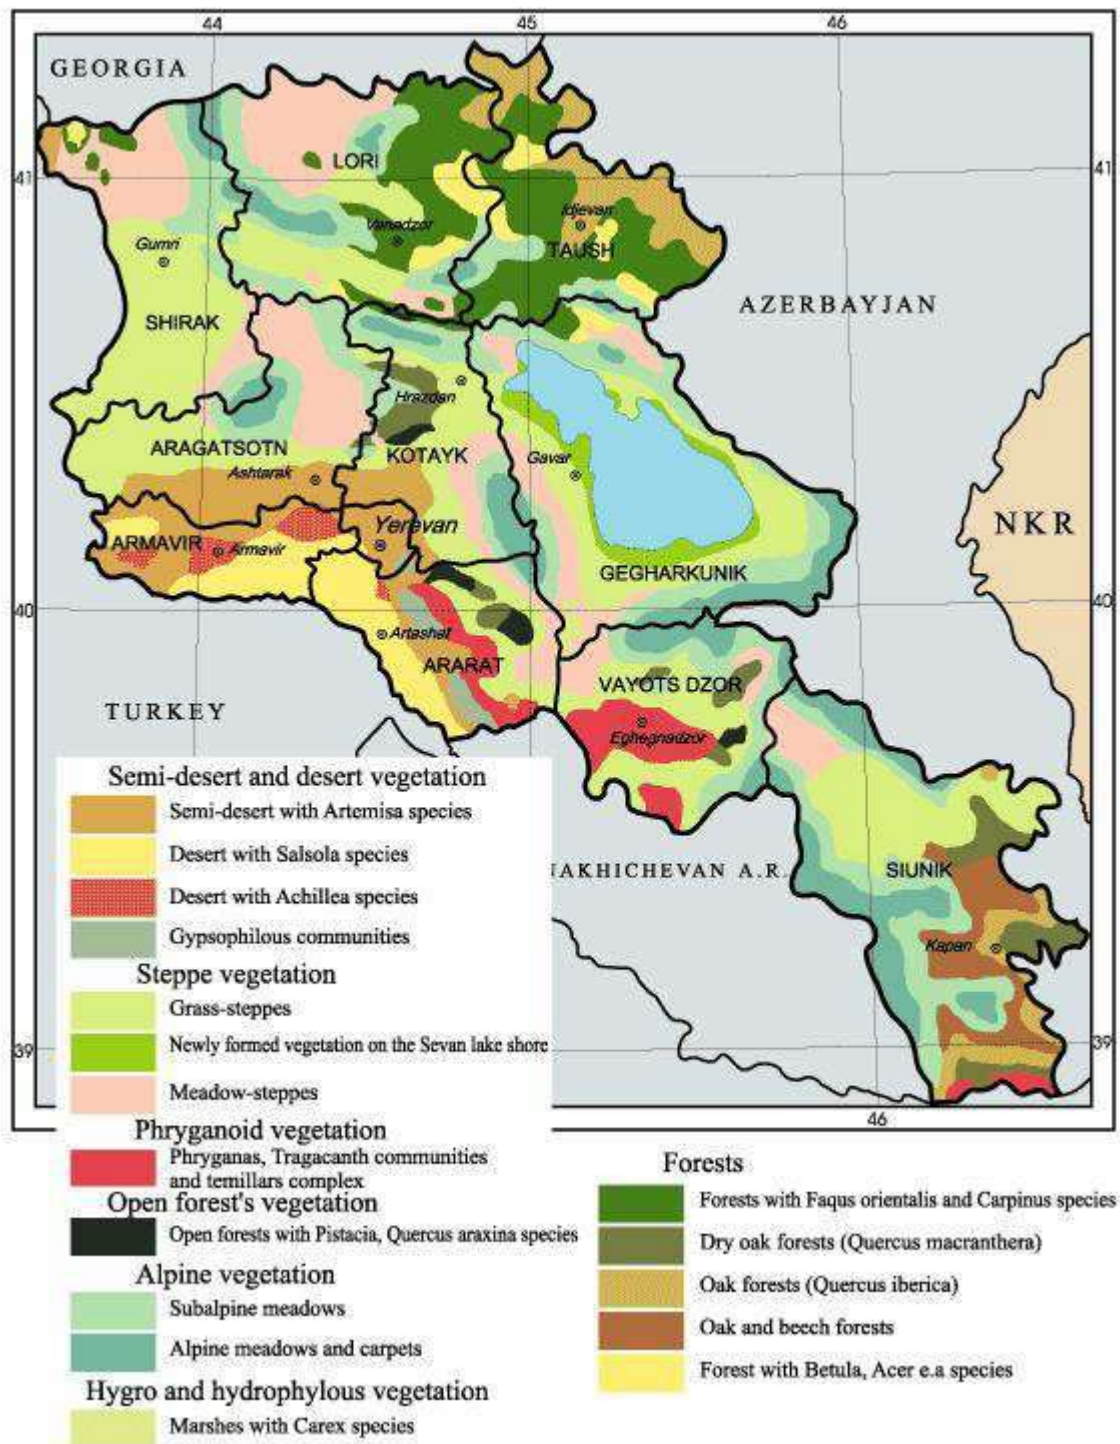 44
45
46
GEORGIA
LORI
41
41
Vanadzor
Idjevan
TAUSH
Gumri
AZERBAYJAN
SHIRAK
Hrazdan
ARAGATSOTN
KOTAYK
Gavar
Ashtarak
Yerevan
NKR
ARMAVIR
Armavir
GEGHARKUNIK
40
40
Artashat
ARARAT
VAYOTS DZOR
TURKEY
Eghegnadzor
NAKHICHEVAN A.R.
SIUNIK
Kapan
39
39
46
Semi-desert and desert vegetation
Semi-desert with Artemisa species
Desert with Salsola species
Desert with Achillea species
Gypsophilous communities
Steppe vegetation
Grass-steppes
Newly formed vegetation on the Sevan lake shore
Meadow-steppes
Phryganoid vegetation
Phryganas, Tragacanth communities
and temillars complex
Open forest's vegetation
Open forests with Pistacia, Quercus araxina species
Alpine vegetation
Subalpine meadows
Alpine meadows and carpets
Hygro and hydrophylous vegetation
Marshes with Carex species
Forests
Forests with Faqus orientalis and Carpinus species
Dry oak forests (Quercus macranthera)
Oak forests (Quercus iberica)
Oak and beech forests
Forest with Betula, Acer e.a species